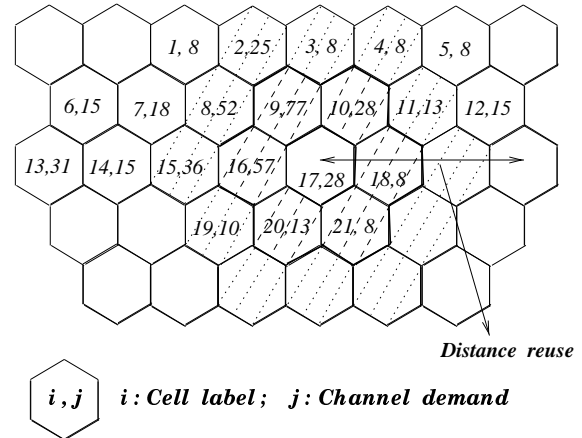 1, 8 2,25 3, 8 4, 8 5, 8
6,15 7,18 8,52 9,77 10,28 11,13 12,15
13,31 14,15 15,36 16,57 17,28 18,8
19,10 20,13 21, 8
Distance reuse
i , j i : Cell label ; j : Channel demand